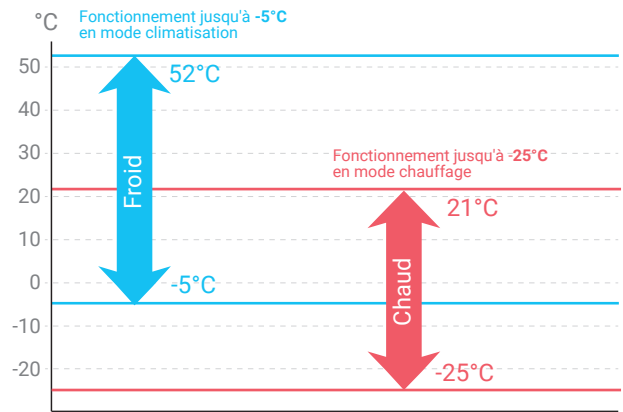 °C
Fonctionnement jusqu'à -5°C
en mode climatisation
50
40
30
20
10
0
-10
-20
52°C
Froid
-5°C
Fonctionnement jusqu'à -25°C
en mode chauffage
21°C
Chaud
-25°C